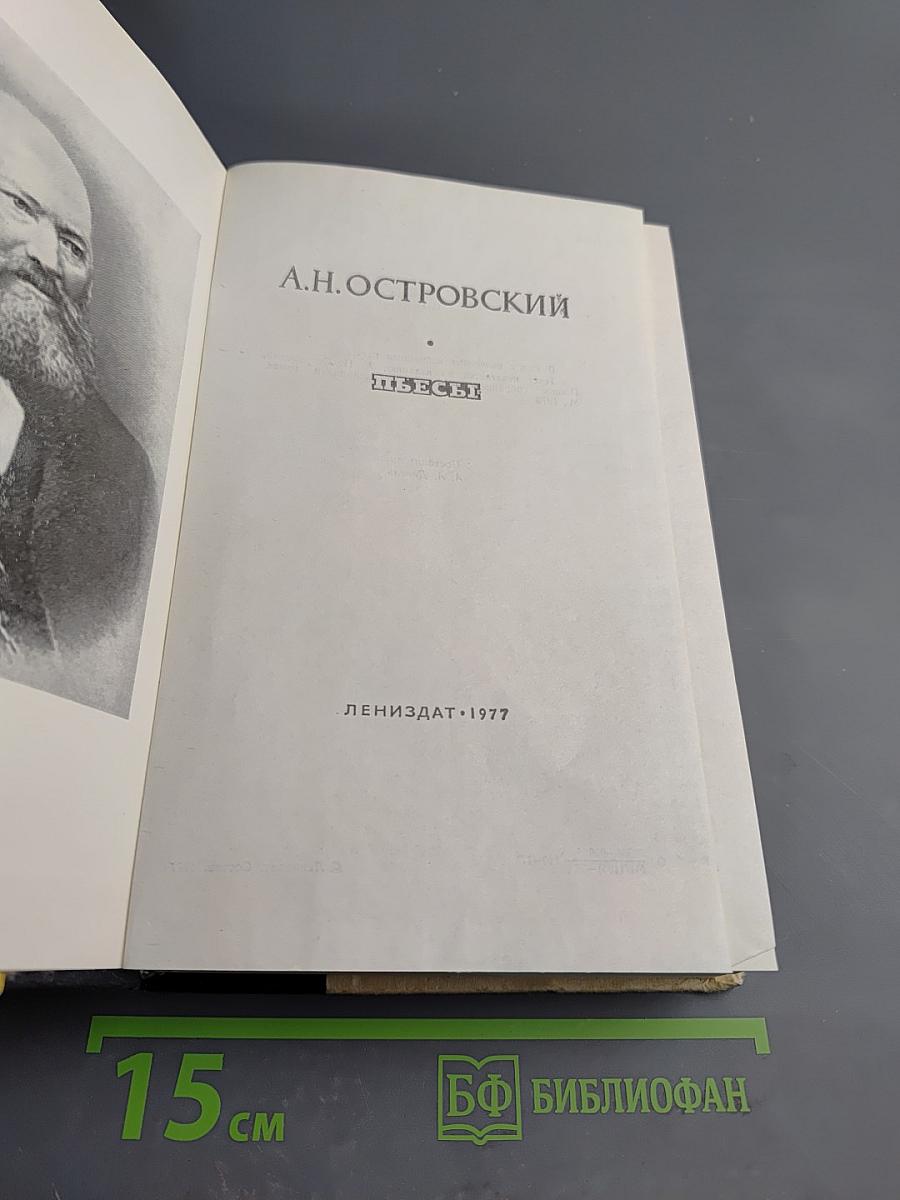 А.Н.ОСТРОВСКИЙ
•
ПЬЕСЫ
ЛЕНИЗДАТ•1977
15 см
БФ БИБЛИОФАН